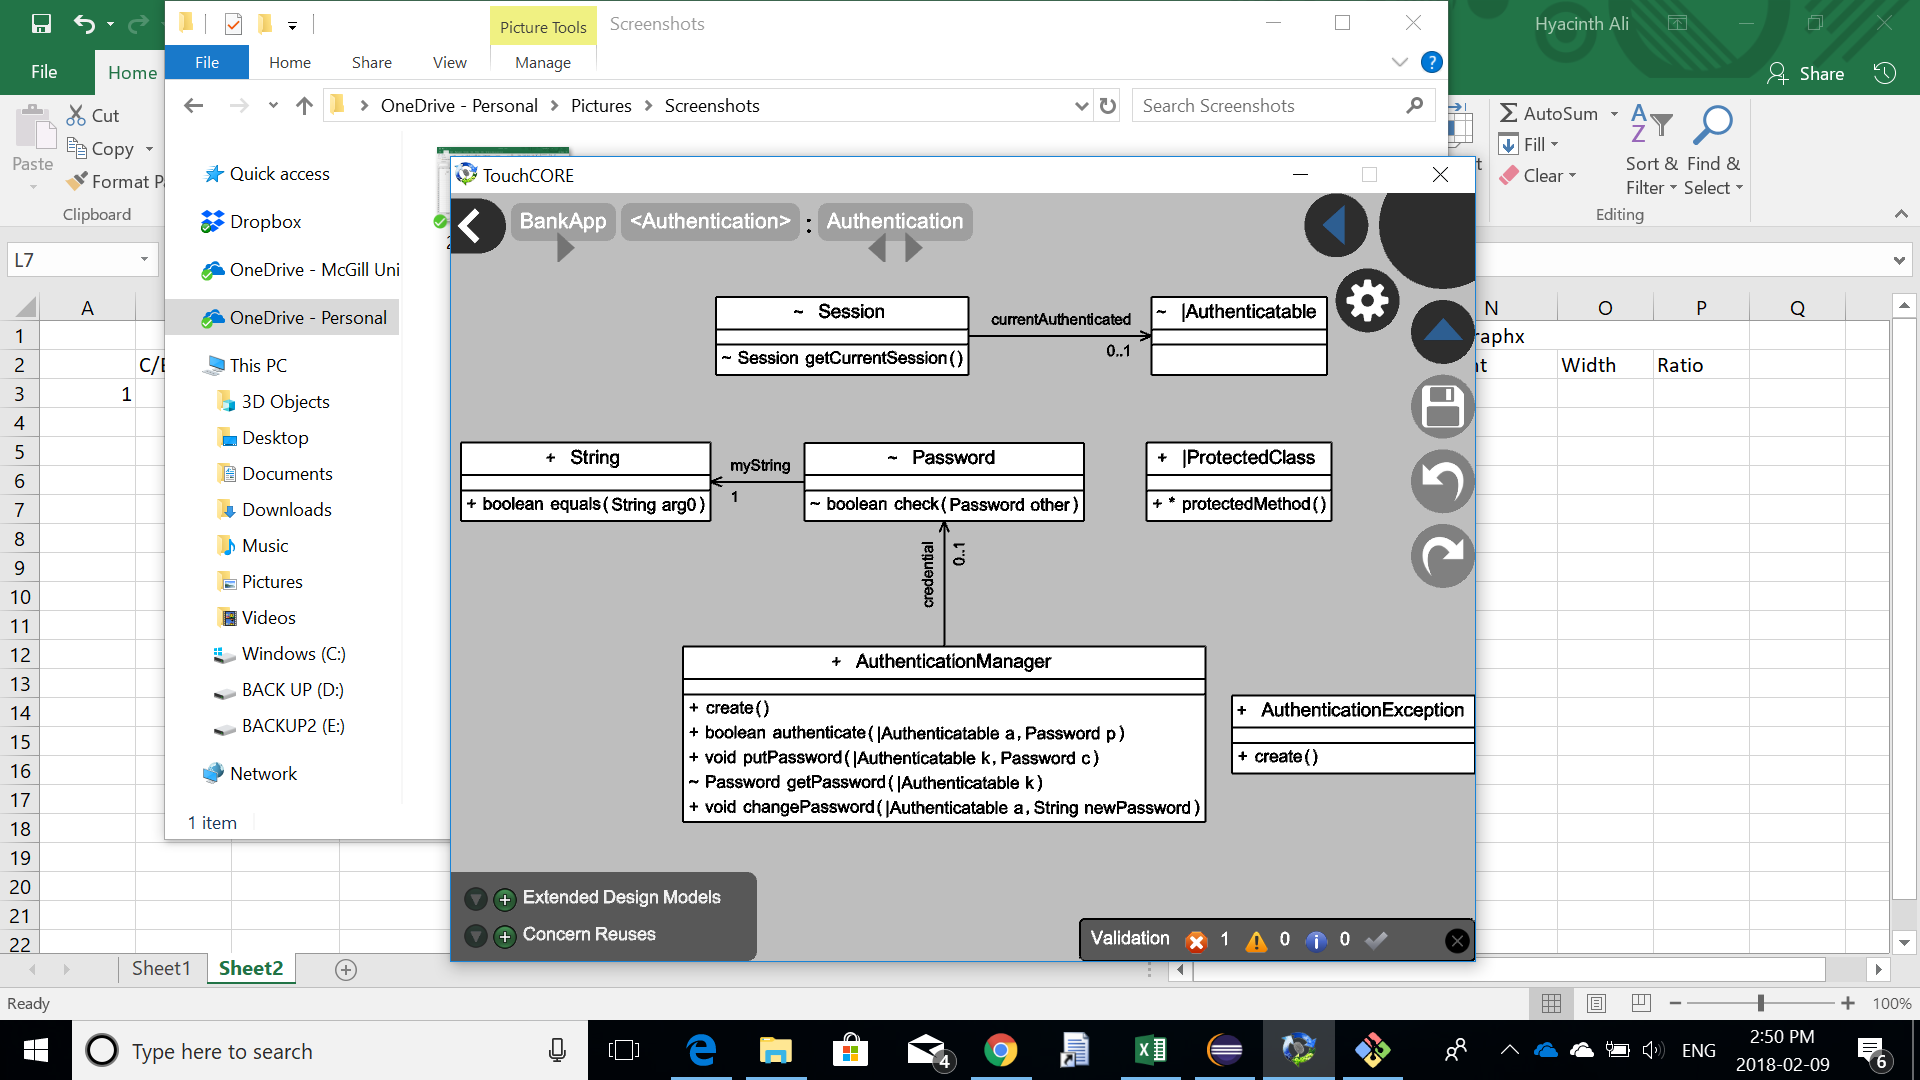 Picture Tools
Screenshots
Hyacinth Ali
File
Home
File
Home
Share
View
Manage
Share
OneDrive - Personal
Pictures
Screenshots
Search Screenshots
Cut
Copy
Paste
Format
Clipboard
AutoSum
Fill
Clear
Sort &
Filter
Find &
Select
Editing
L7
Quick access
Dropbox
OneDrive - McGill Uni
OneDrive - Personal
This PC
3D Objects
Desktop
Documents
Downloads
Music
Pictures
Videos
Windows (C:)
BACK UP (D:)
BACKUP2 (E:)
Network
1 item
TouchCORE
BankApp
<Authentication>
:
Authentication
~ Session
~ Session getCurrentSession()
currentAuthenticated
0..1
~ |Authenticatable
+ String
+ boolean equals(String arg0)
myString
1
~ Password
~ boolean check(Password other)
+ |ProtectedClass
+ * protectedMethod()
credential
0..1
+ AuthenticationManager
+ create()
+ boolean authenticate(|Authenticatable a, Password p)
+ void putPassword(|Authenticatable k, Password c)
~ Password getPassword(|Authenticatable k)
+ void changePassword(|Authenticatable a, String newPassword)
+ AuthenticationException
+ create()
Extended Design Models
Concern Reuses
Validation 1 0 0
A
N O P Q
1
2
3
4
5
6
7
8
9
10
11
12
13
14
15
16
17
18
19
20
21
22
1
Width
Ratio
Sheet1
Sheet2
Ready
100%
Type here to search
4
ENG
2:50 PM
2018-02-09
6